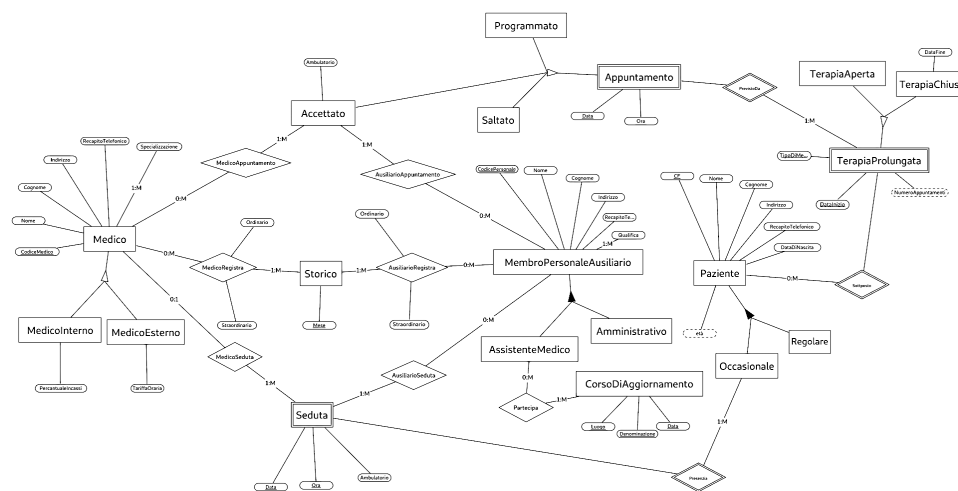 Programmato
DataFine
Ambulatorio
Appuntamento
PrevistoDa
TerapiaAperta
TerapiaChius
Accettato
Saltato
Data
Ora
1:M
1:M
1:M
RecapitoTelefonico
Specializzazione
Indirizzo
MedicoAppuntamento
AusiliarioAppuntamento
CodicePersonale
Nome
Cognome
Indirizzo
RecapitoTe...
Qualifica
CF
Nome
Cognome
Indirizzo
RecapitoTelefonico
DataDiNascita
TipoDiMe...
TerapiaProlungata
NumeroAppuntamenti
DataInizio
Cognome
1:M
0:M
Nome
CodiceMedico
Medico
Ordinario
Ordinario
0:M
1:M
0:M
MedicoRegistra
1:M
Storico
1:M
AusiliarioRegistra
0:M
MembroPersonaleAusiliario
Paziente
0:M
Sottposto
0:1
Straordinario
Mese
Straordinario
0:M
età
MedicoInterno
MedicoEsterno
Amministrativo
AssistenteMedico
Regolare
MedicoSeduta
AusiliarioSeduta
0:M
CorsoDiAggiornamento
Occasionale
PercentualeIncassi
TariffaOraria
1:M
1:M
Partecipa
1:M
Seduta
Luogo
Denominazione
Data
1:M
Data
Ora
Ambulatorio